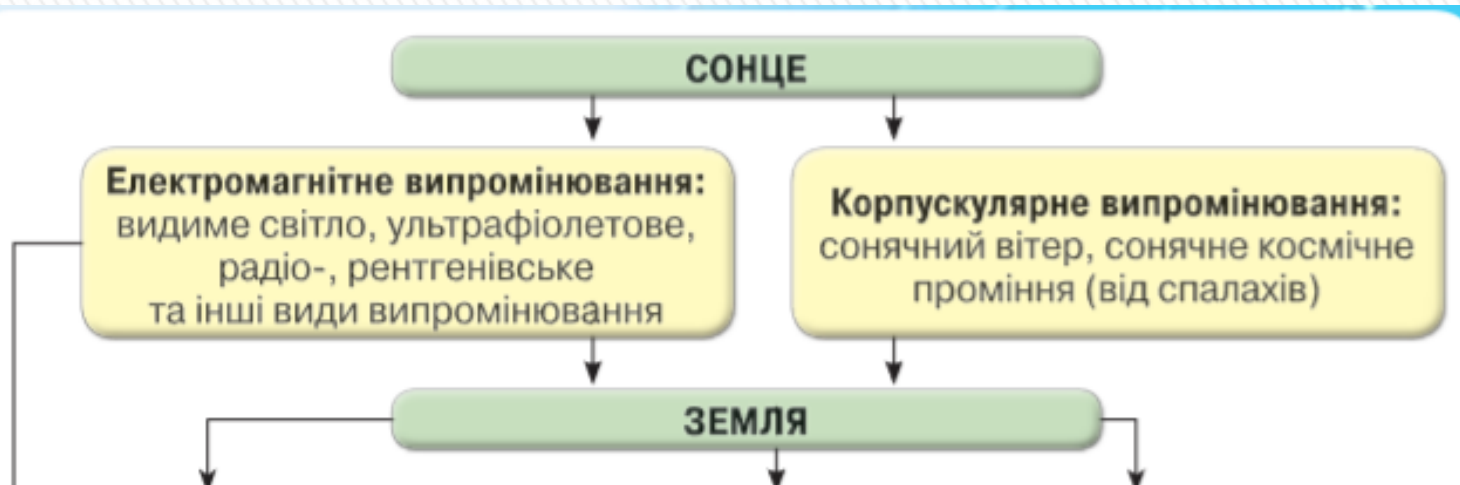 СОНЦЕ
Електромагнітне випромінювання:
видиме світло, ультрафіолетове,
радіо-, рентгенівське
та інші види випромінювання
Корпускулярне випромінювання:
сонячний вітер, сонячне космічне
проміння (від спалахів)
ЗЕМЛЯ